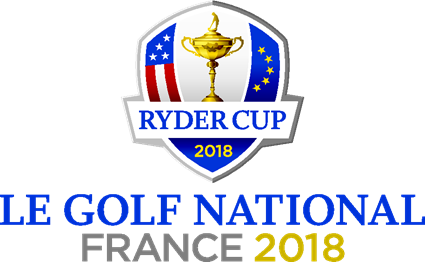 RYDER CUP
2018
LE GOLF NATIONAL
FRANCE 2018